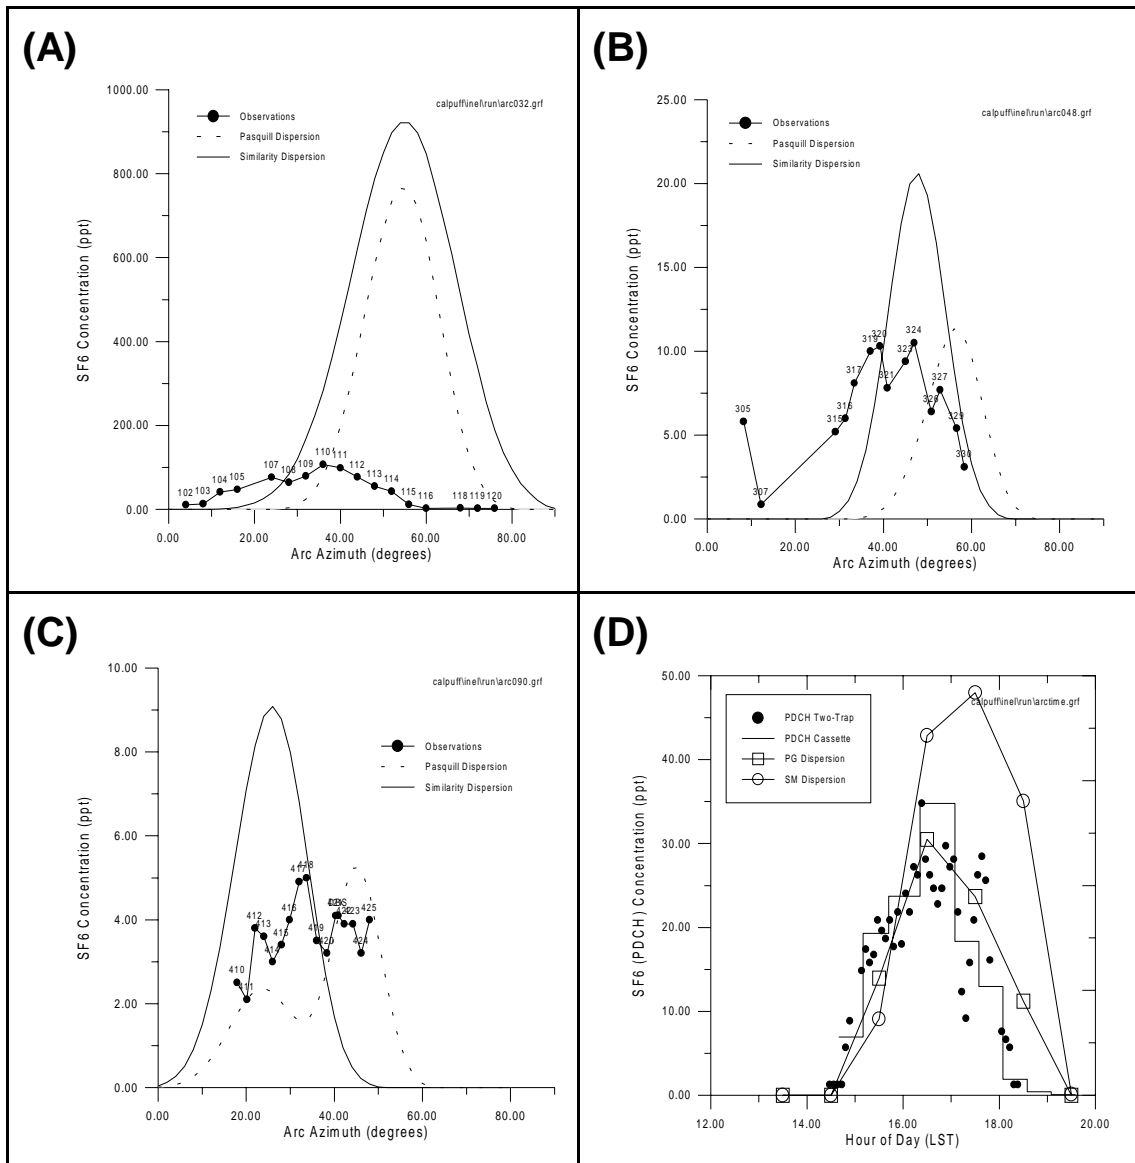 (A)
calpuff\inel\run\arc032.grf
Observations
Pasquill Dispersion
Similarity Dispersion
SF6 Concentration (ppt)
1000.00
800.00
600.00
400.00
200.00
0.00
102 103 104 105 107 108 109 110 111 112 113 114 115 116 118 119 120
0.00 20.00 40.00 60.00 80.00
Arc Azimuth (degrees)
(B)
calpuff\inel\run\arc048.grf
Observations
Pasquill Dispersion
Similarity Dispersion
SF6 Concentration (ppt)
25.00
20.00
15.00
10.00
5.00
0.00
305 307 315 316 317 319 320 321 323 324 326 327 329 330
0.00 20.00 40.00 60.00 80.00
Arc Azimuth (degrees)
(C)
calpuff\inel\run\arc090.grf
Observations
Pasquill Dispersion
Similarity Dispersion
SF6 Concentration (ppt)
10.00
8.00
6.00
4.00
2.00
0.00
410 411 412 413 414 415 416 417 418 419 420 422 423 424 425
0.00 20.00 40.00 60.00 80.00
Arc Azimuth (degrees)
(D)
calpuff\inel\run\arctime.grf
PDCH Two-Trap
PDCH Cassette
PG Dispersion
SM Dispersion
SF6 (PDCH) Concentration (ppt)
50.00
40.00
30.00
20.00
10.00
0.00
12.00 14.00 16.00 18.00 20.00
Hour of Day (LST)